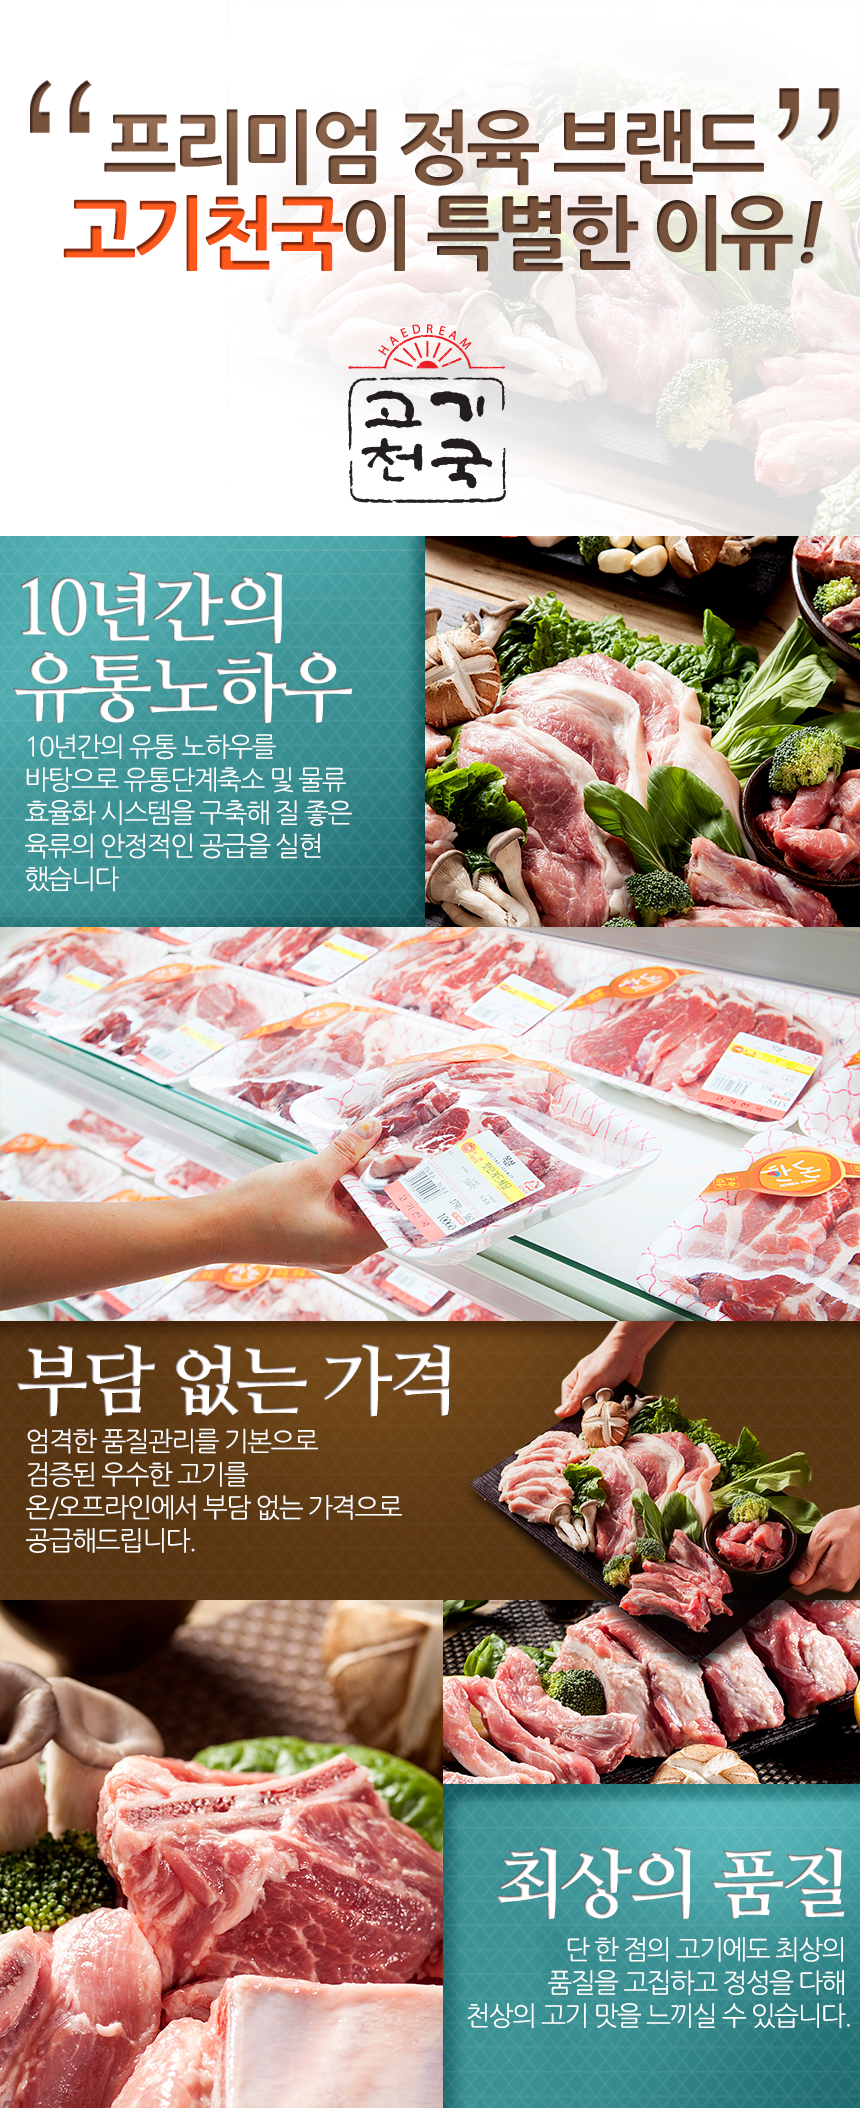 “프리미엄 정육 브랜드”
고기천국이 특별한 이유!
HAEDREAM
고기
천국
10년간의
유통노하우
10년간의 유통 노하우를
바탕으로 유통단계축소 및 물류
효율화 시스템을 구축해 질 좋은
육류의 안정적인 공급을 실현
했습니다
고기천국
고기천국
부담 없는 가격
엄격한 품질관리를 기본으로
검증된 우수한 고기를
온/오프라인에서 부담 없는 가격으로
공급해드립니다.
최상의 품질
단 한 점의 고기에도 최상의
품질을 고집하고 정성을 다해
천상의 고기 맛을 느끼실 수 있습니다.